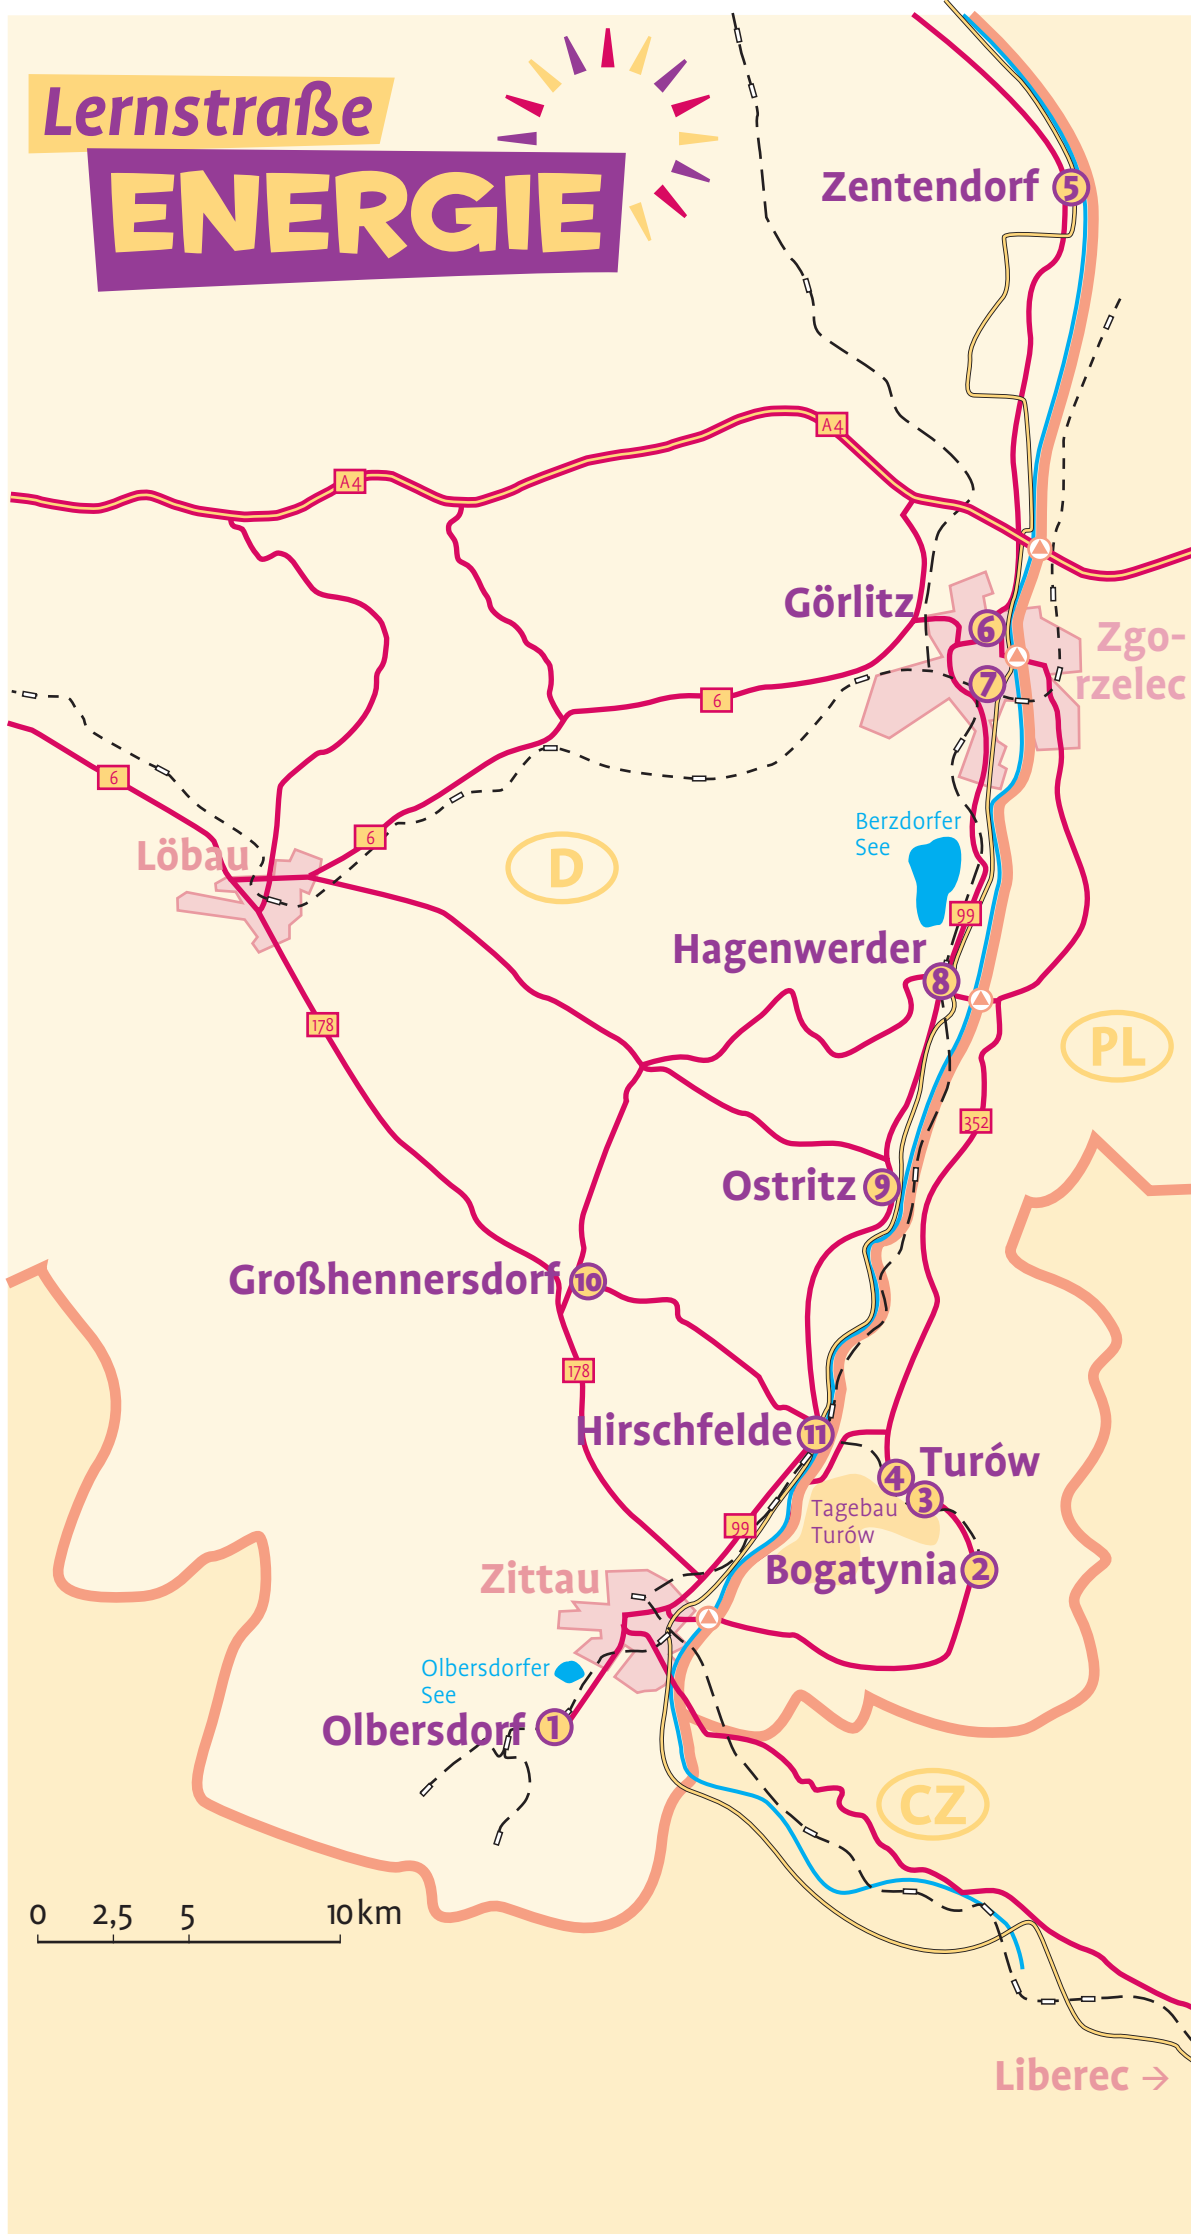 Lernstraße
ENERGIE
Zentendorf 5
A4
A4
Görlitz
6
Zgo-
rzelec
7
6
6
Berzdorfer
See
6
Löbau
D
99
Hagenwerder
8
178
PL
352
Ostritz 9
Großhennersdorf 10
178
Hirschfelde 11
Turów
4
3
Tagebau
Turów
99
Bogatynia 2
Zittau
Olbersdorfer
See
Olbersdorf 1
CZ
0 2,5 5 10 km
Liberec →